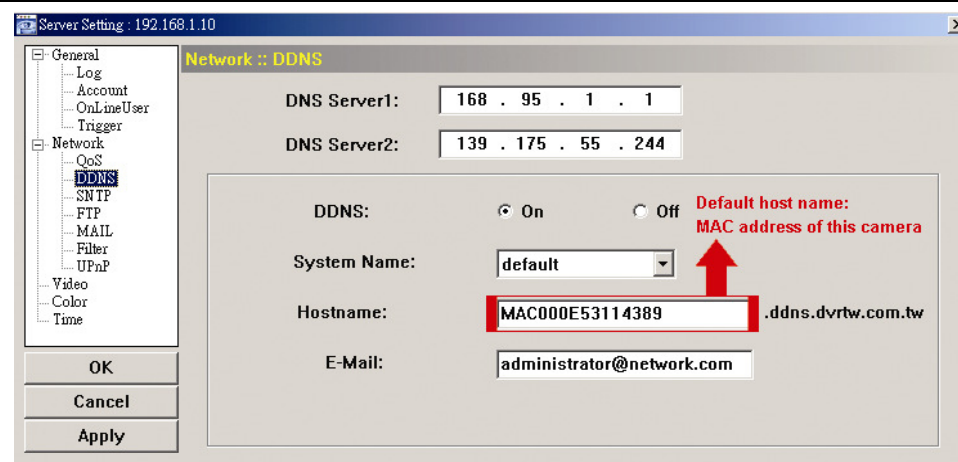 Server Setting : 192.168.1.10
General
Log
Account
OnLineUser
Trigger
Network
QoS
DDNS
SNTP
FTP
MAIL
Filter
UPnP
Video
Color
Time
OK
Cancel
Apply
Network :: DDNS
DNS Server1: 168 . 95 . 1 . 1
DNS Server2: 139 . 175 . 55 . 244
DDNS: On Off
Default host name:
MAC address of this camera
System Name: default
Hostname: MAC000E53114389 .ddns.dvrtw.com.tw
E-Mail: administrator@network.com